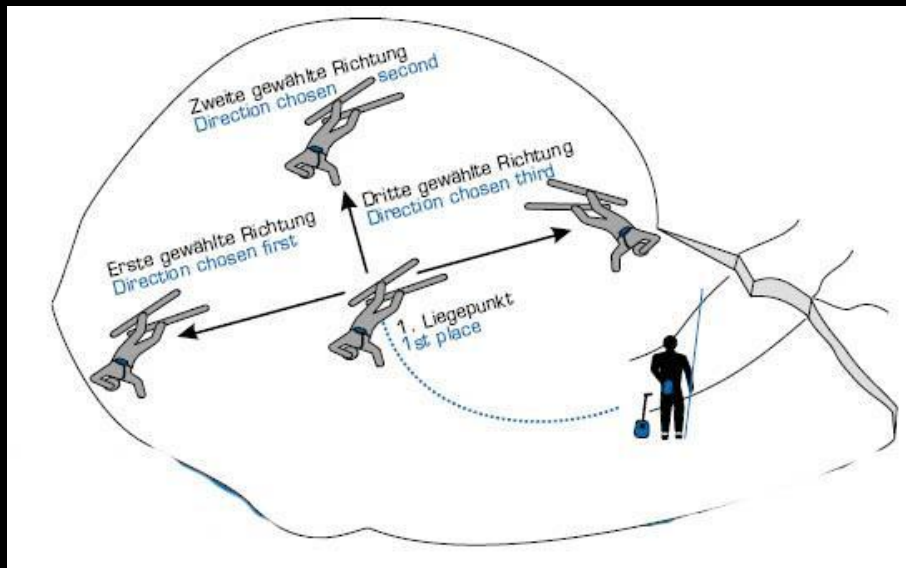 Zweite gewählte Richtung
Direction chosen second
Dritte gewählte Richtung
Direction chosen third
Erste gewählte Richtung
Direction chosen first
1. Liegepunkt
1st place